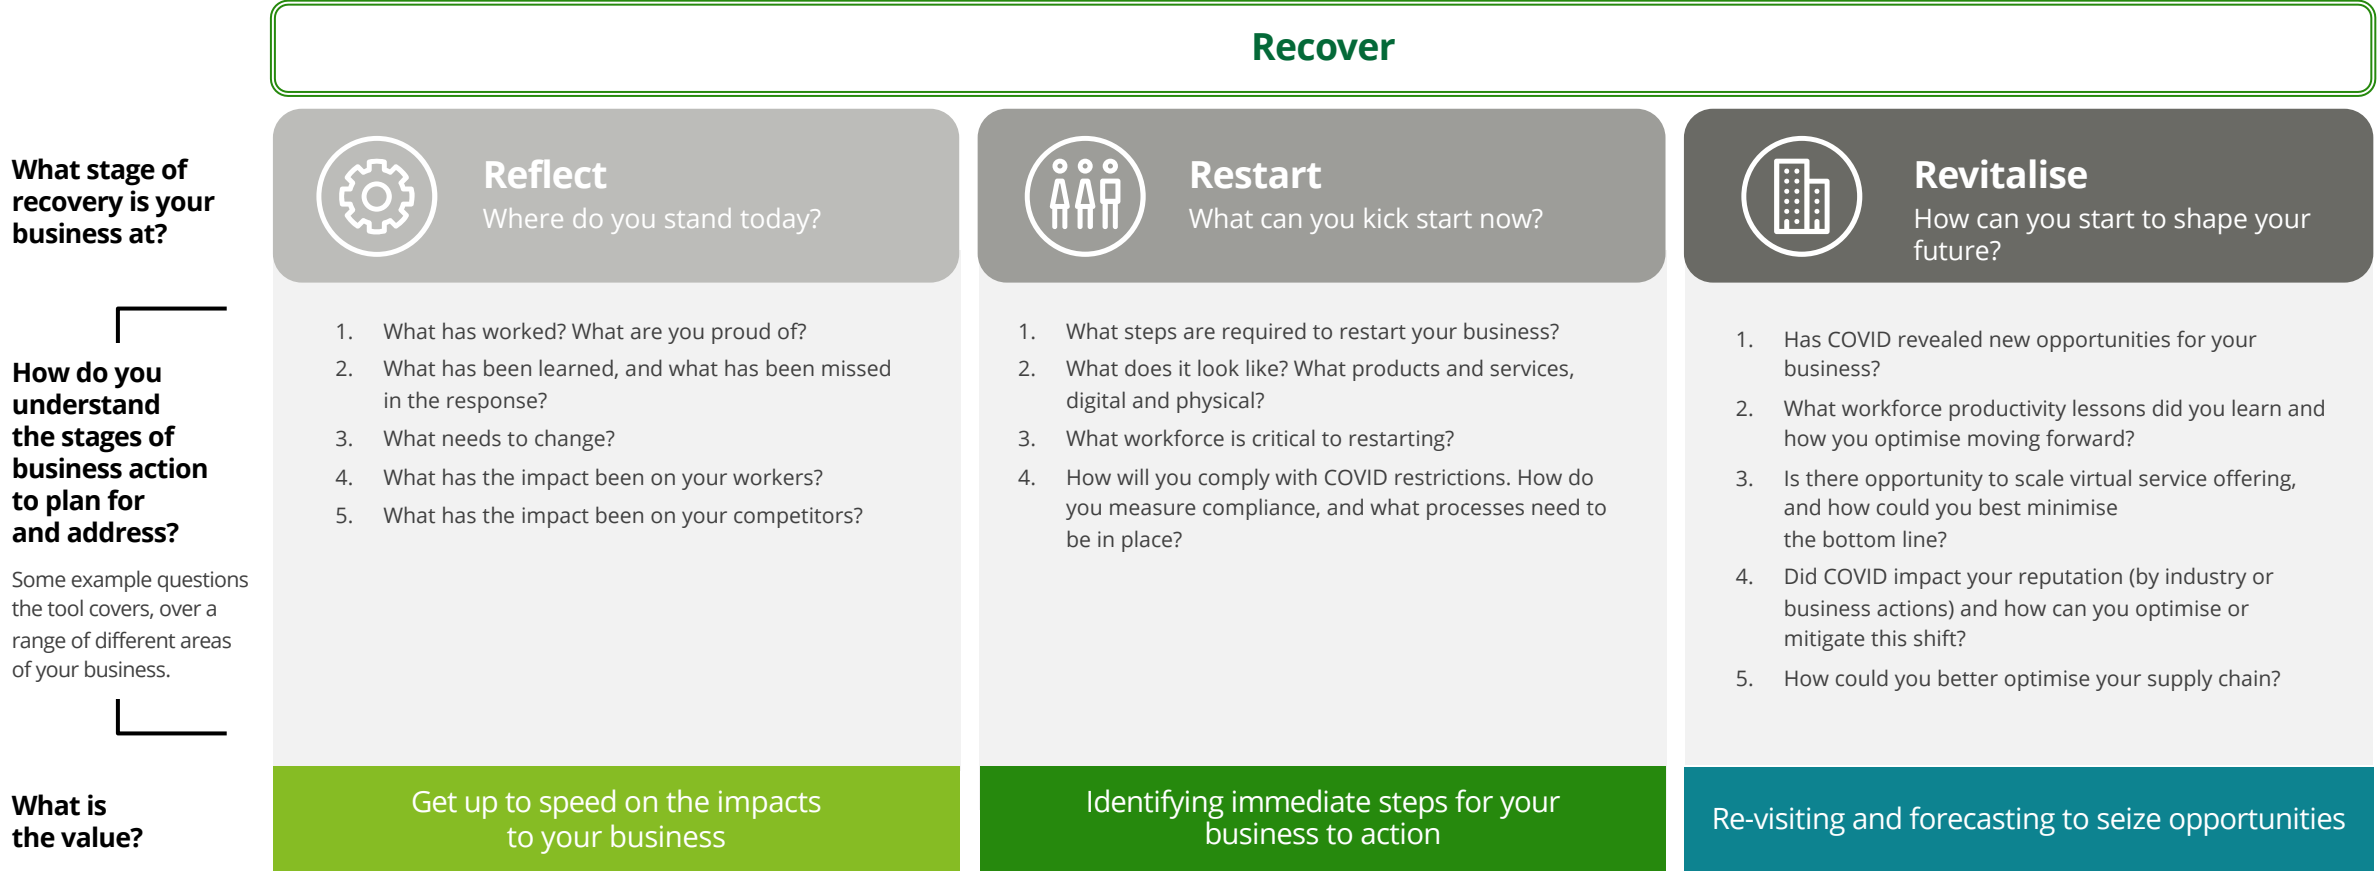 Recover
What stage of
recovery is your
business at?
Reflect
Where do you stand today?
Restart
What can you kick start now?
Revitalise
How can you start to shape your
future?
How do you
understand
the stages of
business action
to plan for
and address?
Some example questions
the tool covers, over a
range of different areas
of your business.
1. What has worked? What are you proud of?
2. What has been learned, and what has been missed
in the response?
3. What needs to change?
4. What has the impact been on your workers?
5. What has the impact been on your competitors?
1. What steps are required to restart your business?
2. What does it look like? What products and services,
digital and physical?
3. What workforce is critical to restarting?
4. How will you comply with COVID restrictions. How do
you measure compliance, and what processes need to
be in place?
1. Has COVID revealed new opportunities for your
business?
2. What workforce productivity lessons did you learn and
how you optimise moving forward?
3. Is there opportunity to scale virtual service offering,
and how could you best minimise
the bottom line?
4. Did COVID impact your reputation (by industry or
business actions) and how can you optimise or
mitigate this shift?
5. How could you better optimise your supply chain?
What is
the value?
Get up to speed on the impacts
to your business
Identifying immediate steps for your
business to action
Re-visiting and forecasting to seize opportunities